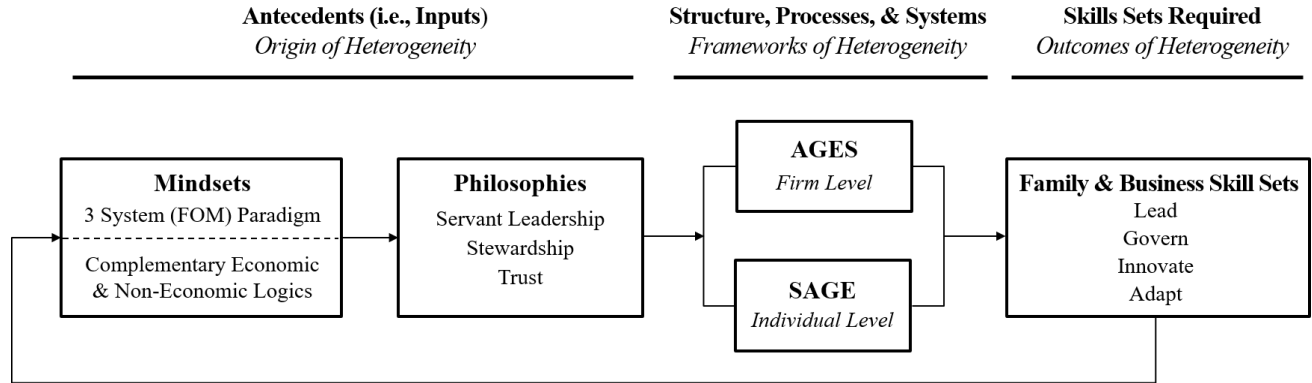 Antecedents (i.e., Inputs)
Origin of Heterogeneity
Structure, Processes, & Systems
Frameworks of Heterogeneity
Skills Sets Required
Outcomes of Heterogeneity
Mindsets
3 System (FOM) Paradigm
Complementary Economic
& Non-Economic Logics
Philosophies
Servant Leadership
Stewardship
Trust
AGES
Firm Level
SAGE
Individual Level
Family & Business Skill Sets
Lead
Govern
Innovate
Adapt